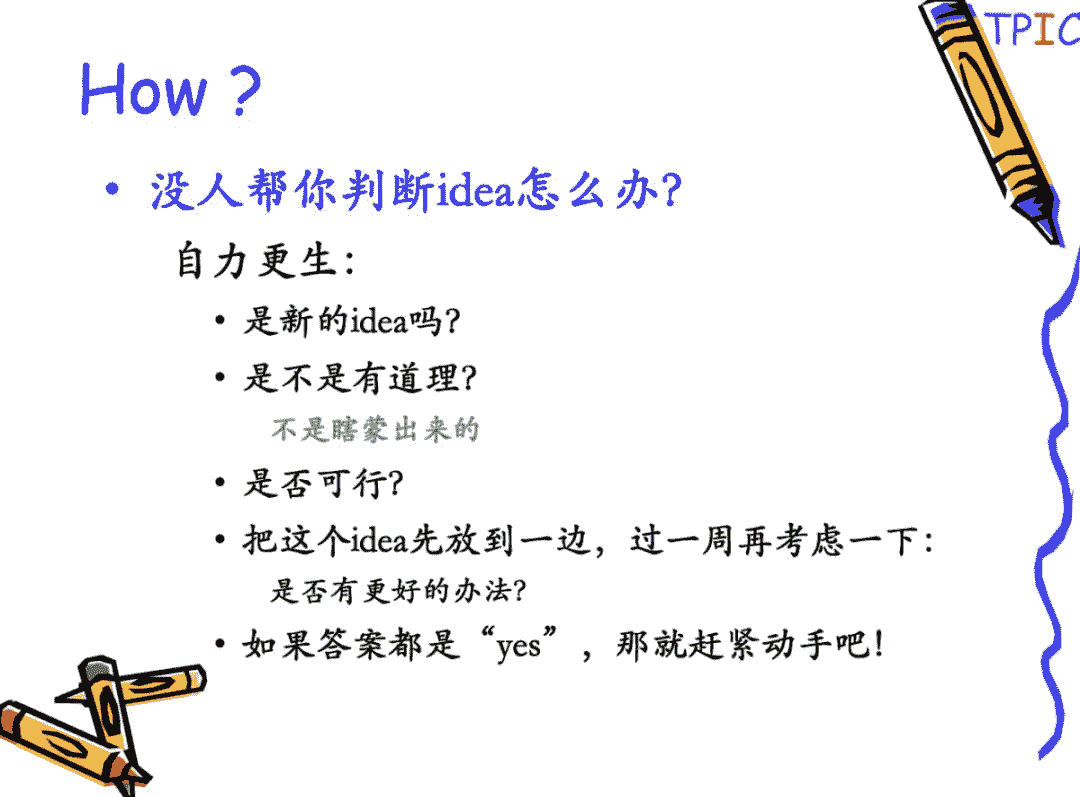 TPIC
How ?
• 没人帮你判断idea怎么办?
自力更生:
• 是新的idea吗?
• 是不是有道理?
不是瞎蒙出来的
• 是否可行?
• 把这个idea先放到一边，过一周再考虑一下:
是否有更好的办法?
• 如果答案都是“yes”，那就赶紧动手吧!